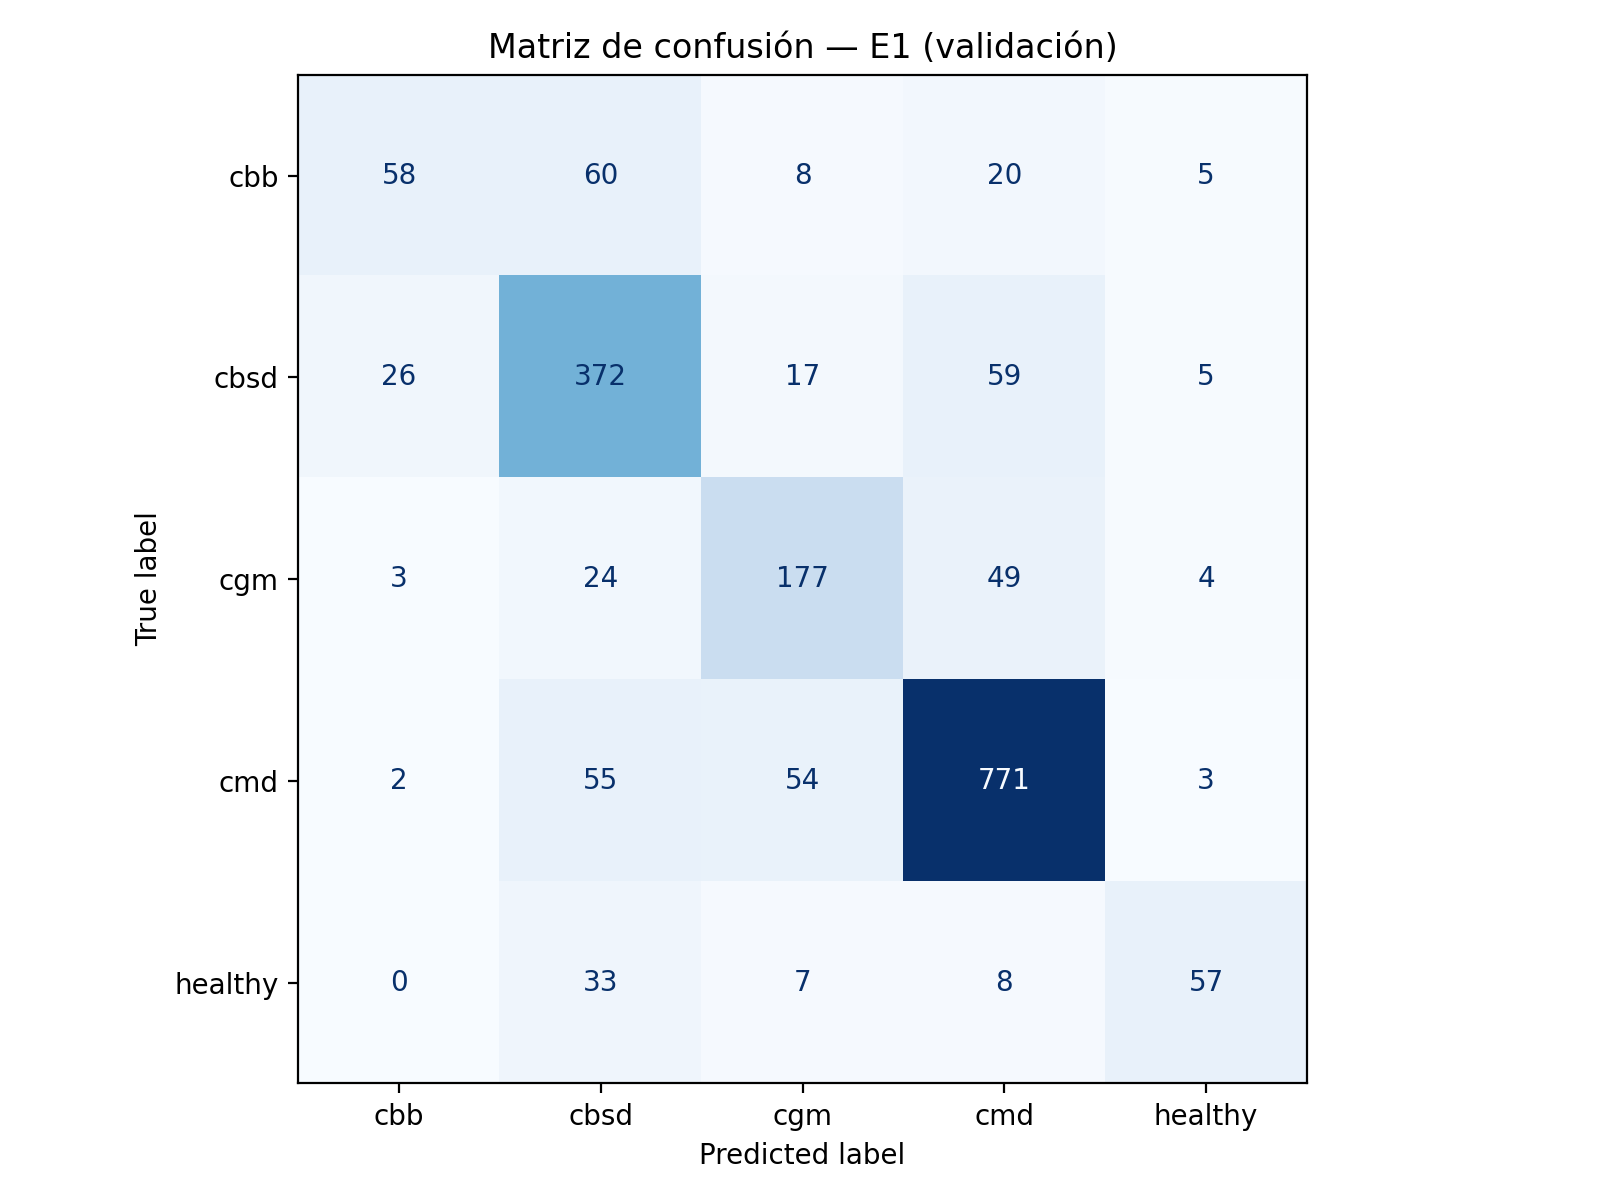 Matriz de confusión — E1 (validación)
cbb 58 60 8 20 5
cbsd 26 372 17 59 5
cgm 3 24 177 49 4
cmd 2 55 54 771 3
healthy 0 33 7 8 57
True label
cbb cbsd cgm cmd healthy
Predicted label